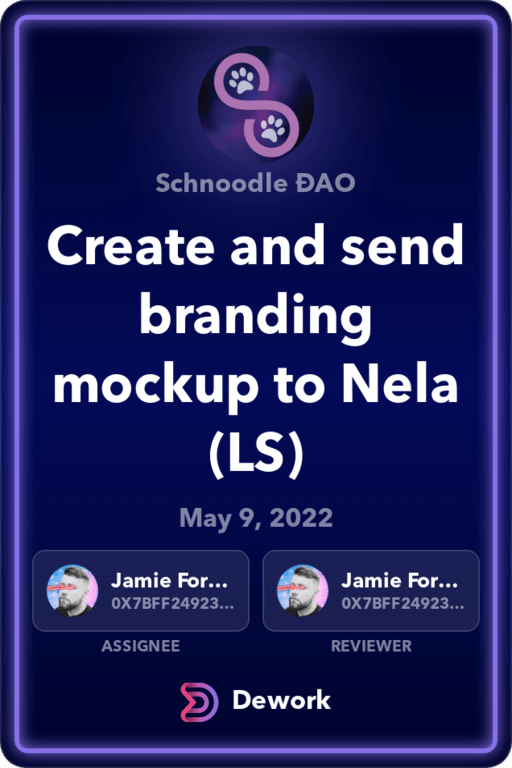 Schnoodle ĐAO
Create and send
branding
mockup to Nela
(LS)
May 9, 2022
Jamie For... Jamie For...
0X7BFF24923... 0X7BFF24923...
ASSIGNEE REVIEWER
Dework